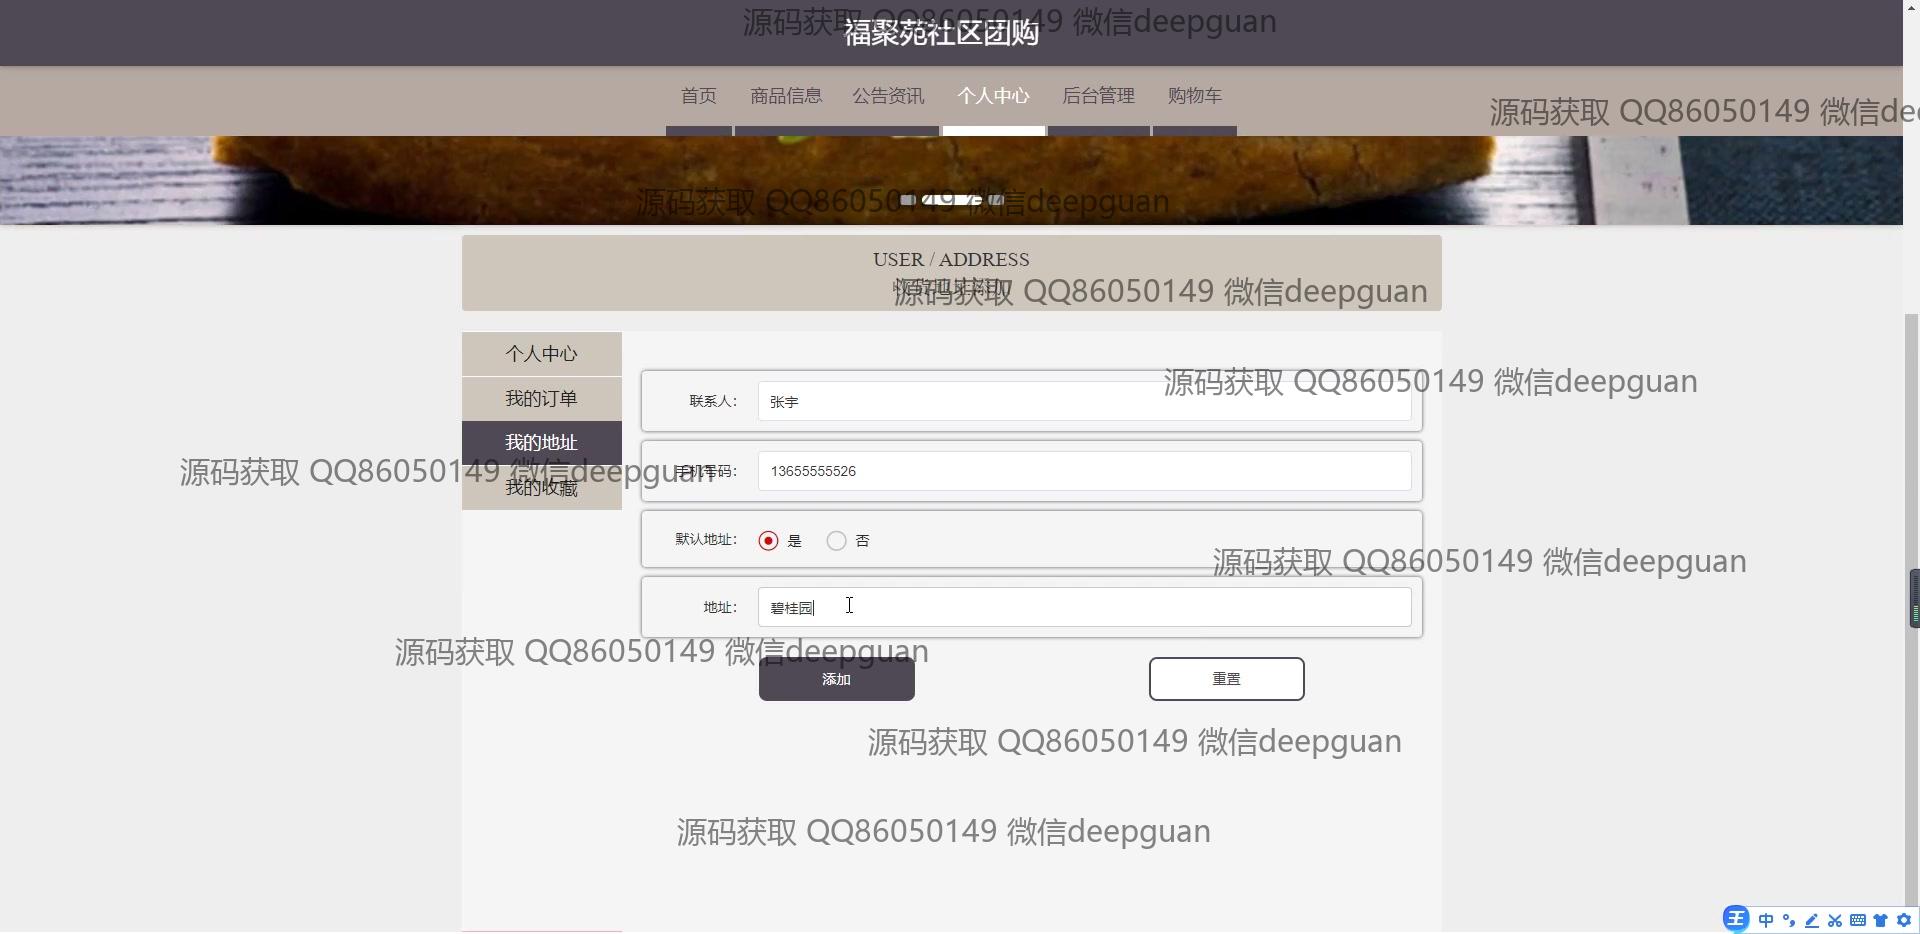 源码获取 QQ86050149 微信deepguan
福聚苑社区团购
首页 商品信息 公告资讯 个人中心 后台管理 购物车
源码获取 QQ86050149 微信dee
源码获取 QQ86050149 微信deepguan
USER / ADDRESS
源码获取 QQ86050149 微信deepguan
个人中心
我的订单
我的地址
我的收藏
源码获取 QQ86050149 微信deepguan
联系人： 张宇
源码获取 QQ86050149 微信deepguan
手机号码： 13655555526
默认地址： 是 否
源码获取 QQ86050149 微信deepguan
地址： 碧桂园
源码获取 QQ86050149 微信deepguan
添加 重置
源码获取 QQ86050149 微信deepguan
源码获取 QQ86050149 微信deepguan
王 中